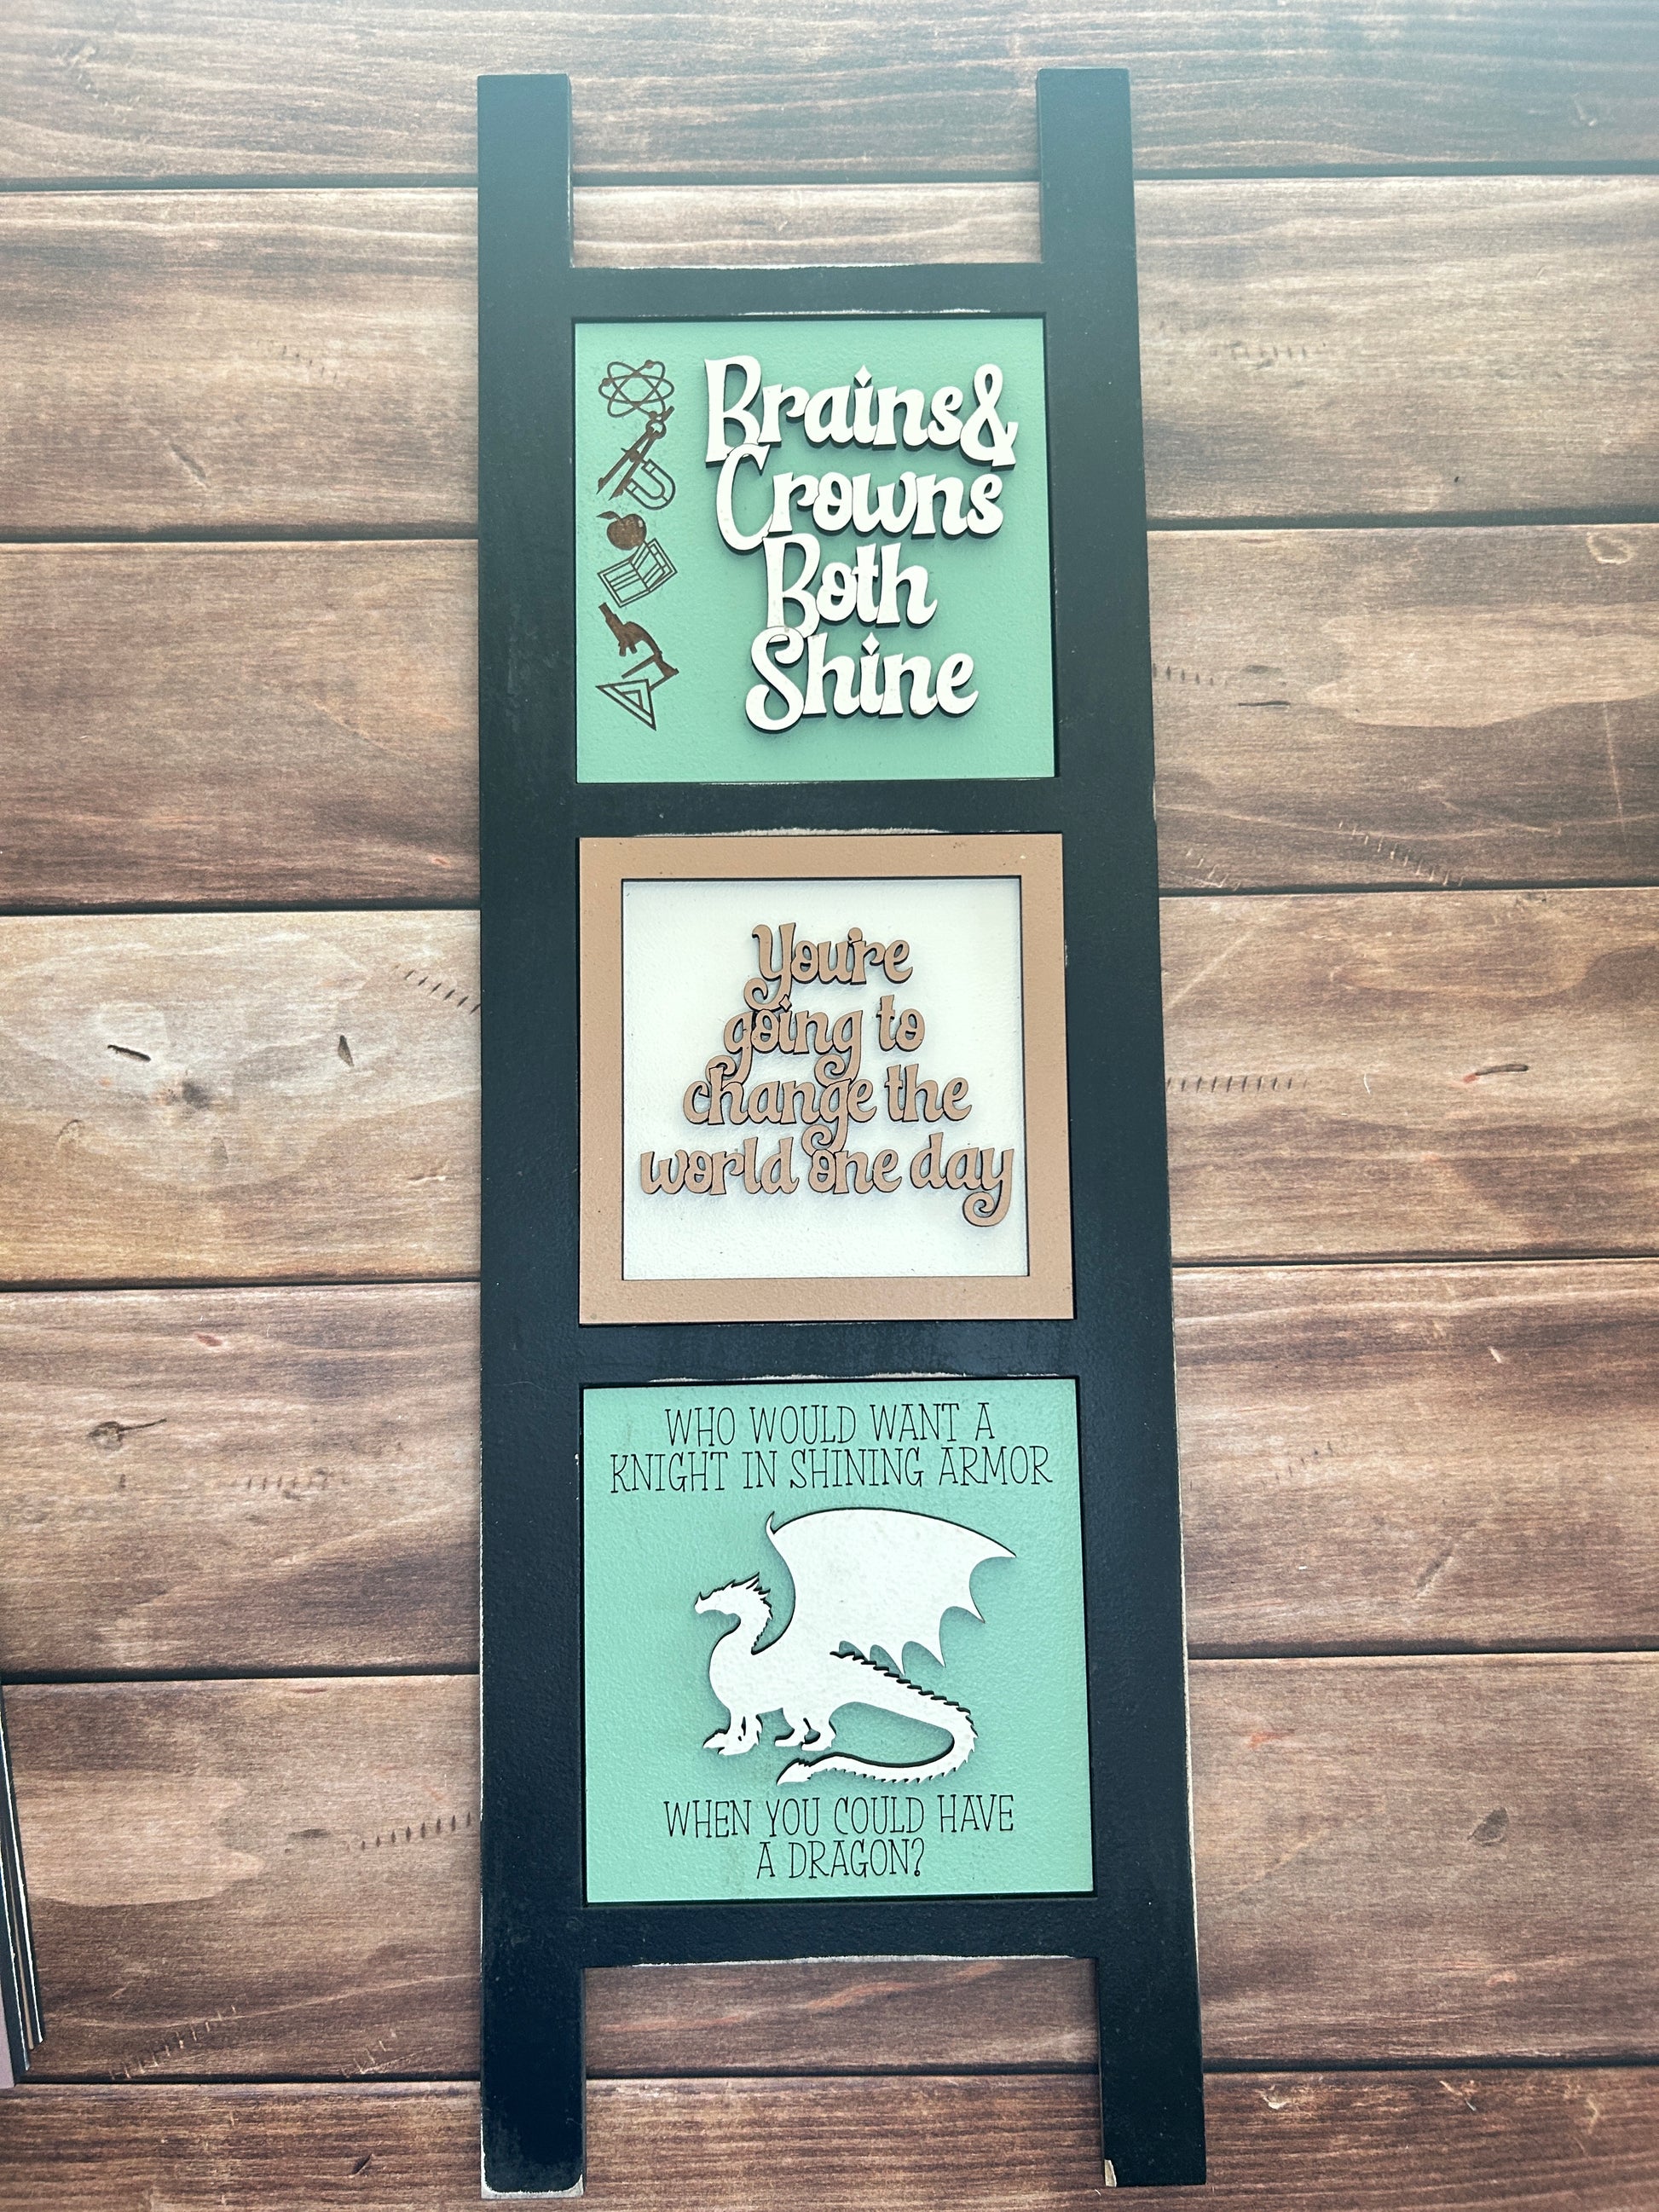 Brains &
Crowns
Both
Shine
You're
going to
change the
world one day
WHO WOULD WANT A
KNIGHT IN SHINING ARMOR
WHEN YOU COULD HAVE
A DRAGON?